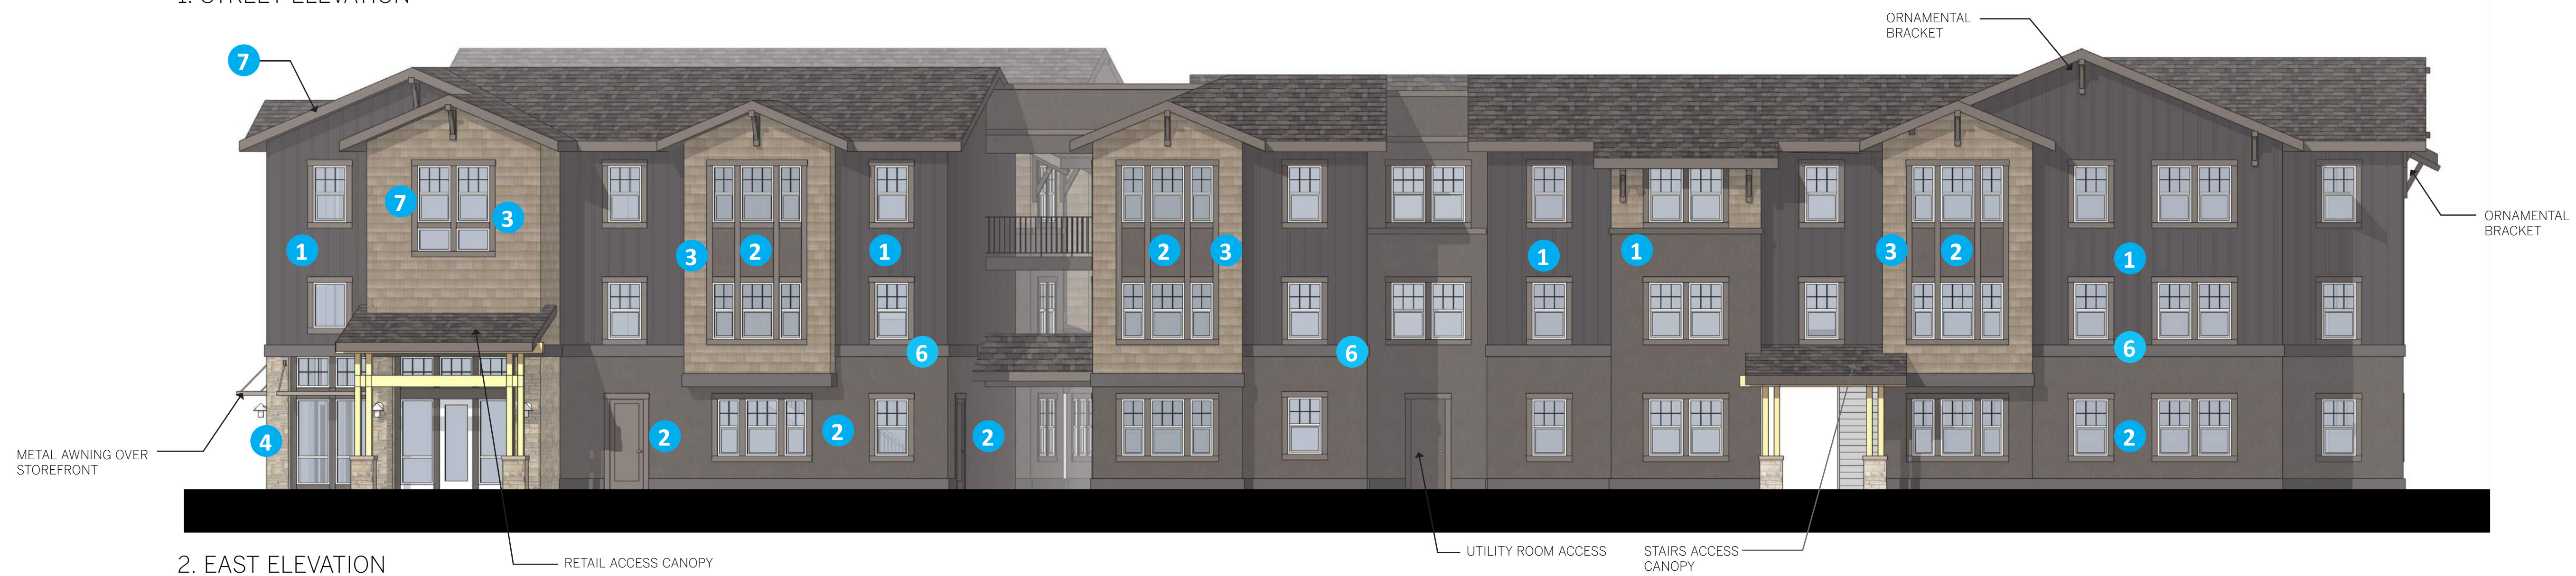 1. STREET ELEVATION
ORNAMENTAL
BRACKET
7
7
3
1
3
2
1
2
3
1
1
3
2
1
ORNAMENTAL
BRACKET
6
6
6
4
2
2
2
2
METAL AWNING OVER
STOREFRONT
RETAIL ACCESS CANOPY
UTILITY ROOM ACCESS
STAIRS ACCESS
CANOPY
2. EAST ELEVATION